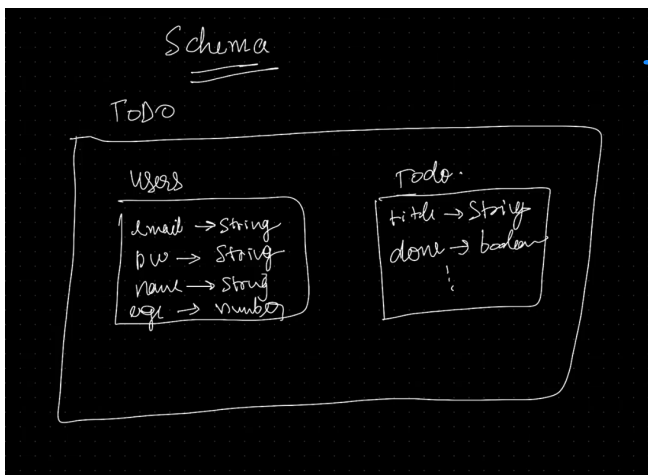 Schema
TODO
Users
email → String
pw → String
name → String
age → number
Todo.
title → String
done → boolean